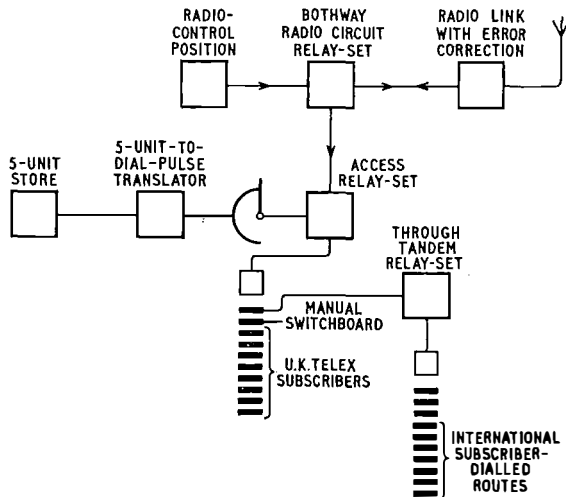 RADIO-
CONTROL
POSITION
BOTHWAY
RADIO CIRCUIT
RELAY-SET
RADIO LINK
WITH ERROR
CORRECTION
5-UNIT
STORE
5-UNIT-TO-
DIAL-PULSE
TRANSLATOR
ACCESS
RELAY-SET
THROUGH
TANDEM
RELAY-SET
MANUAL
SWITCHBOARD
U.K.TELEX
SUBSCRIBERS
INTERNATIONAL
SUBSCRIBER-
DIALLED
ROUTES